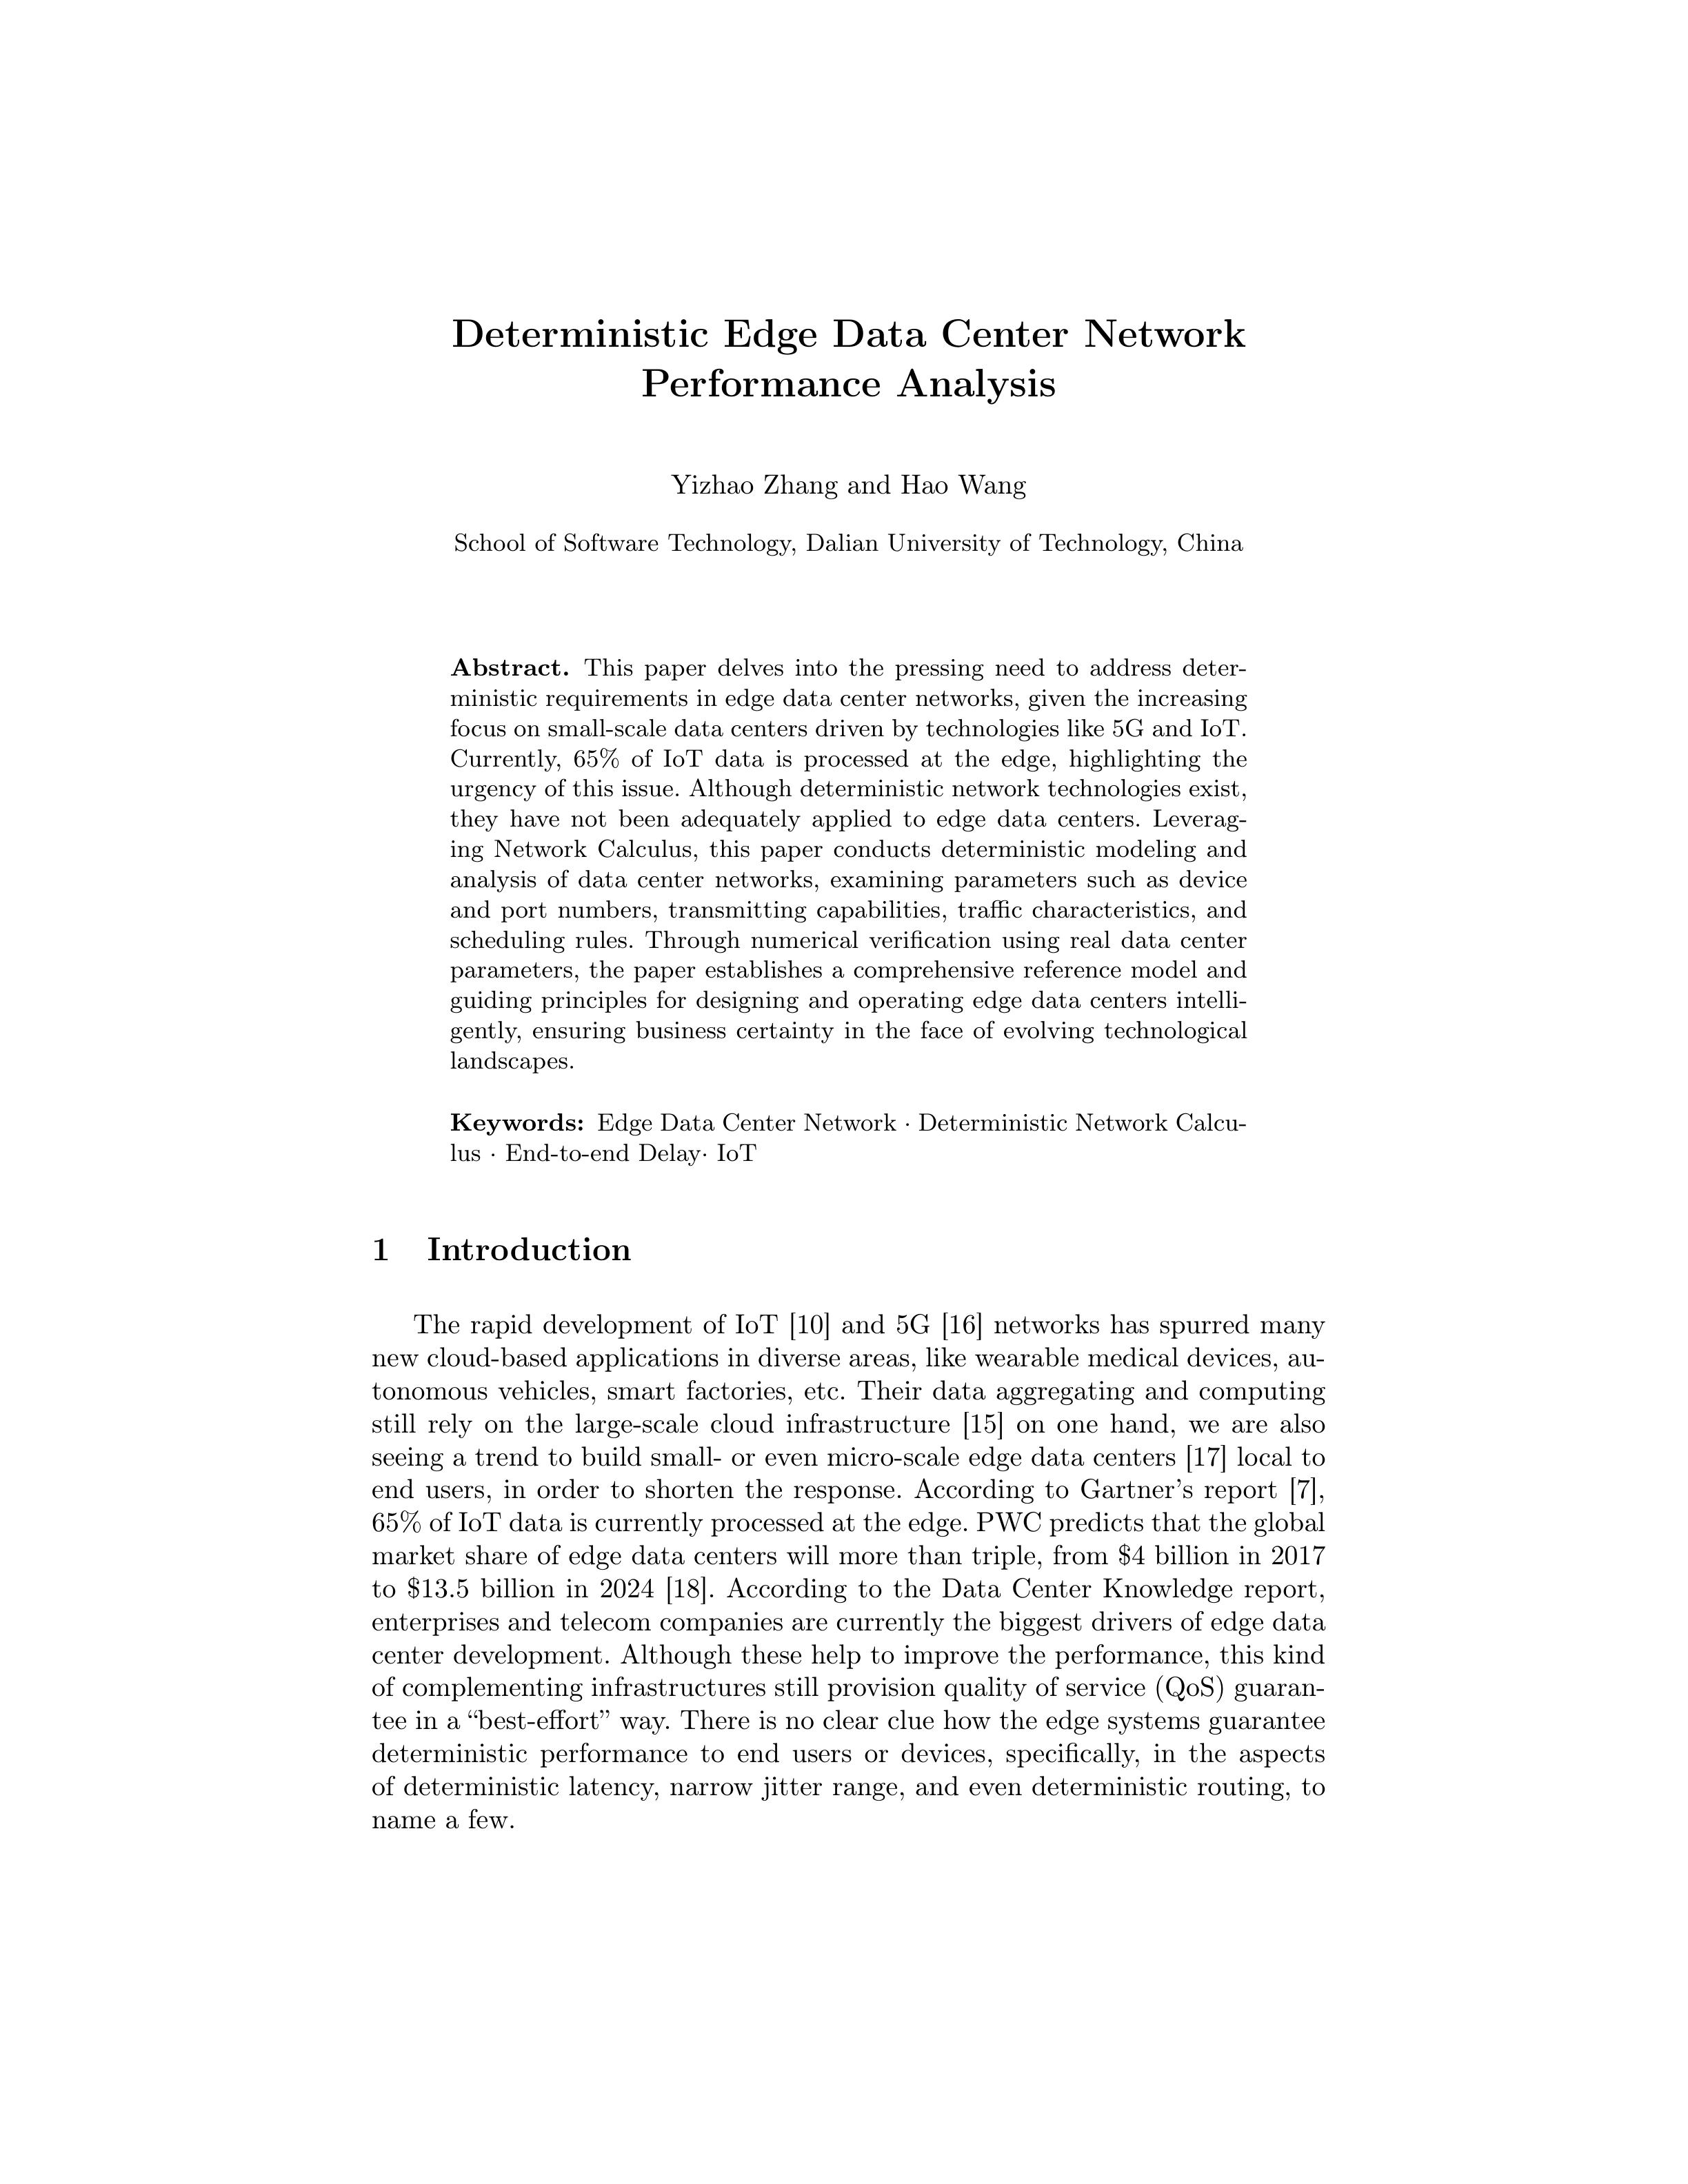 Deterministic Edge Data Center Network
Performance Analysis
Yizhao Zhang and Hao Wang
School of Software Technology, Dalian University of Technology, China
Abstract. This paper delves into the pressing need to address deter-
ministic requirements in edge data center networks, given the increasing
focus on small-scale data centers driven by technologies like 5G and IoT.
Currently, 65% of IoT data is processed at the edge, highlighting the
urgency of this issue. Although deterministic network technologies exist,
they have not been adequately applied to edge data centers. Leverag-
ing Network Calculus, this paper conducts deterministic modeling and
analysis of data center networks, examining parameters such as device
and port numbers, transmitting capabilities, traffic characteristics, and
scheduling rules. Through numerical verification using real data center
parameters, the paper establishes a comprehensive reference model and
guiding principles for designing and operating edge data centers intelli-
gently, ensuring business certainty in the face of evolving technological
landscapes.
Keywords: Edge Data Center Network · Deterministic Network Calcu-
lus · End-to-end Delay· IoT
1 Introduction
The rapid development of IoT [10] and 5G [16] networks has spurred many
new cloud-based applications in diverse areas, like wearable medical devices, au-
tonomous vehicles, smart factories, etc. Their data aggregating and computing
still rely on the large-scale cloud infrastructure [15] on one hand, we are also
seeing a trend to build small- or even micro-scale edge data centers [17] local to
end users, in order to shorten the response. According to Gartner's report [7],
65% of IoT data is currently processed at the edge. PWC predicts that the global
market share of edge data centers will more than triple, from $4 billion in 2017
to $13.5 billion in 2024 [18]. According to the Data Center Knowledge report,
enterprises and telecom companies are currently the biggest drivers of edge data
center development. Although these help to improve the performance, this kind
of complementing infrastructures still provision quality of service (QoS) guaran-
tee in a “best-effort” way. There is no clear clue how the edge systems guarantee
deterministic performance to end users or devices, specifically, in the aspects
of deterministic latency, narrow jitter range, and even deterministic routing, to
name a few.